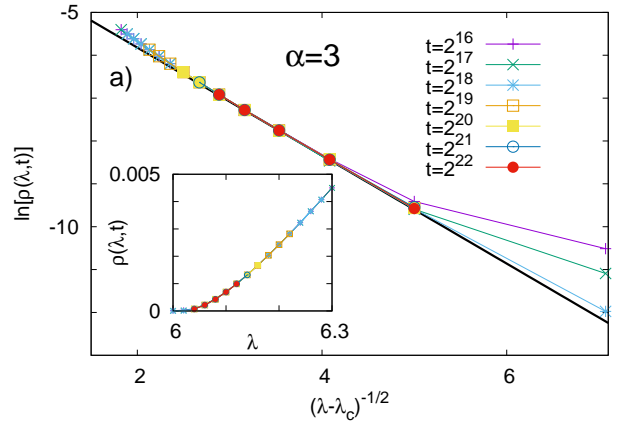 -5
α=3
a)
t=2^16
t=2^17
t=2^18
t=2^19
t=2^20
t=2^21
t=2^22
ln[ρ(λ,t)]
0.005
ρ(λ,t)
-10
0
6
λ
6.3
2
4
6
(λ-λ_c)^-1/2